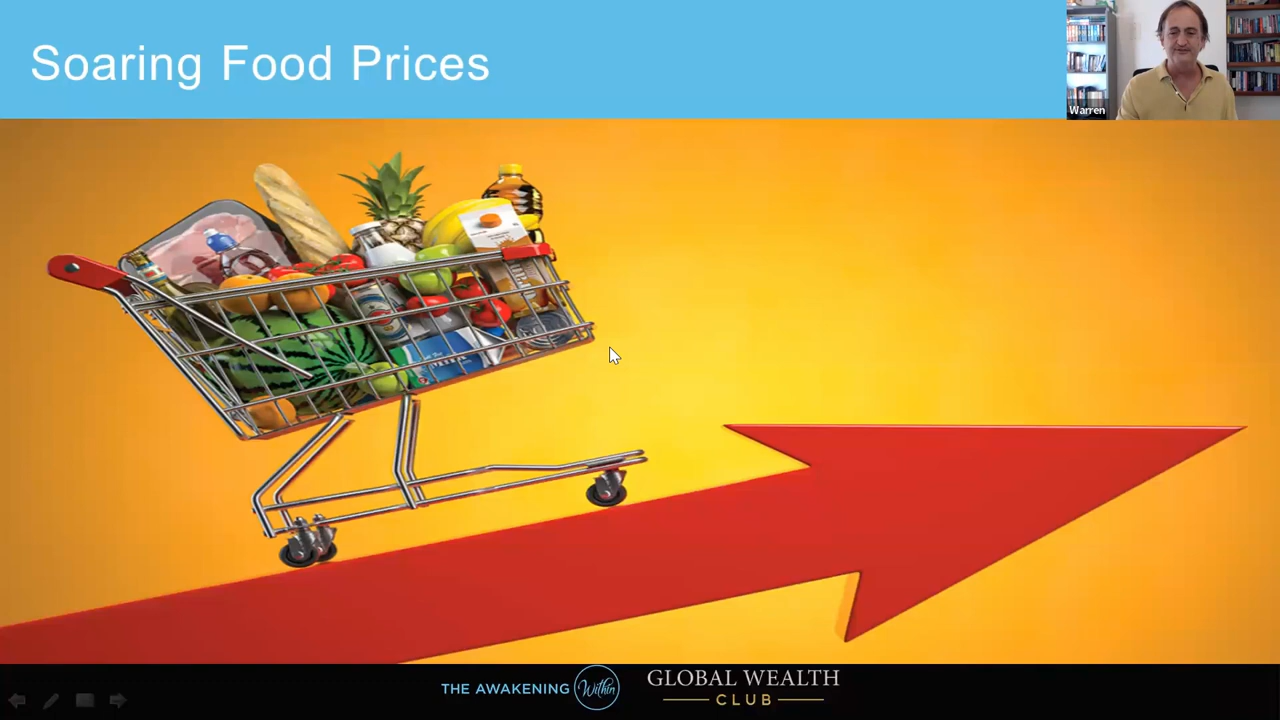 Soaring Food Prices
Warren
THE AWAKENING Within
GLOBAL WEALTH
CLUB